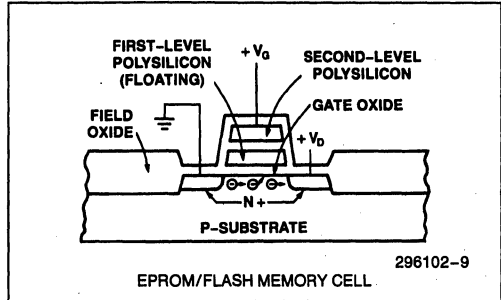 FIRST-LEVEL
POLYSILICON
(FLOATING)
+VG
SECOND-LEVEL
POLYSILICON
GATE OXIDE
FIELD
OXIDE
+VD
N+
P-SUBSTRATE
296102-9
EPROM/FLASH MEMORY CELL